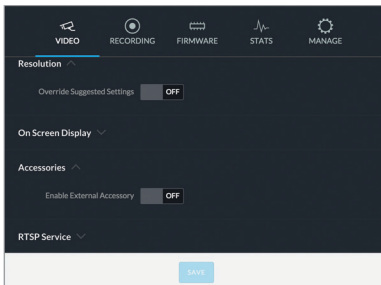 VIDEO RECORDING FIRMWARE STATS MANAGE
Resolution
Override Suggested Settings OFF
On Screen Display
Accessories
Enable External Accessory OFF
RTSP Service
SAVE